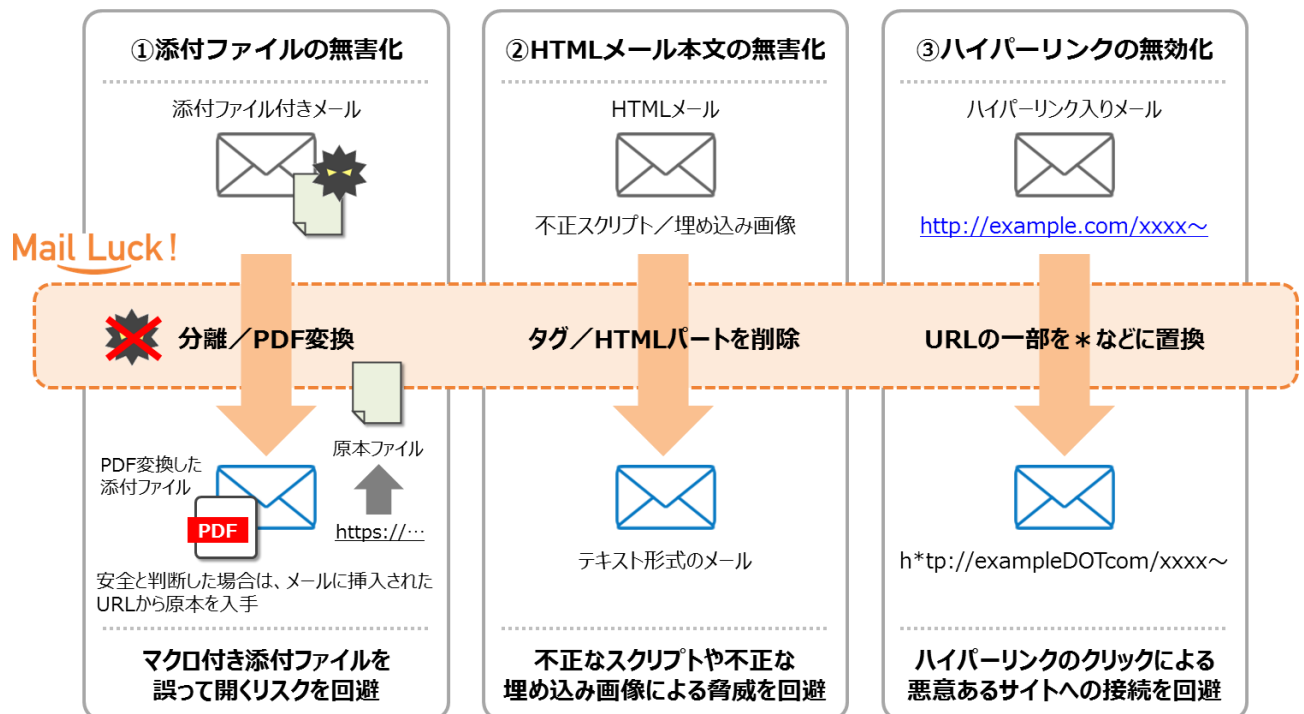 ①添付ファイルの無害化
添付ファイル付きメール
Mail Luck!
分離／PDF変換
原本ファイル
PDF変換した
添付ファイル
PDF
https://…
安全と判断した場合は、メールに挿入された
URLから原本を入手
マクロ付き添付ファイルを
誤って開くリスクを回避
②HTMLメール本文の無害化
HTMLメール
不正スクリプト／埋め込み画像
タグ／HTMLパートを削除
テキスト形式のメール
不正なスクリプトや不正な
埋め込み画像による脅威を回避
③ハイパーリンクの無効化
ハイパーリンク入りメール
http://example.com/xxxx～
URLの一部を＊などに置換
h*tp://exampleDOTcom/xxxx～
ハイパーリンクのクリックによる
悪意あるサイトへの接続を回避